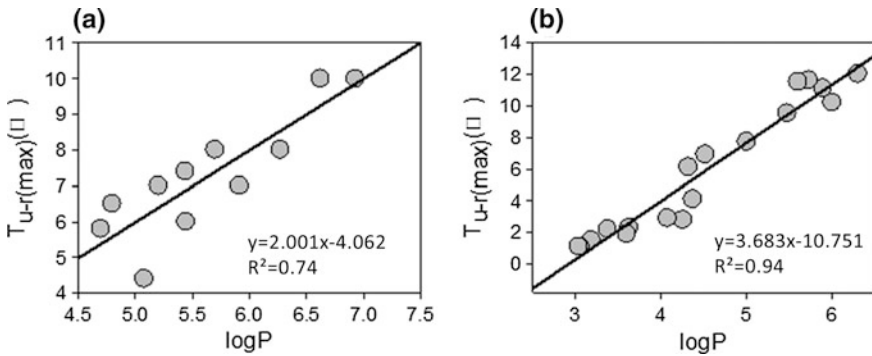 (a)
11
10
9
8
7
6
5
4
Tu-r(max)(□ )
4.5 5.0 5.5 6.0 6.5 7.0 7.5
logP
y=2.001x-4.062
R²=0.74
(b)
14
12
10
8
6
4
2
0
Tu-r(max)(□ )
3 4 5 6
logP
y=3.683x-10.751
R²=0.94